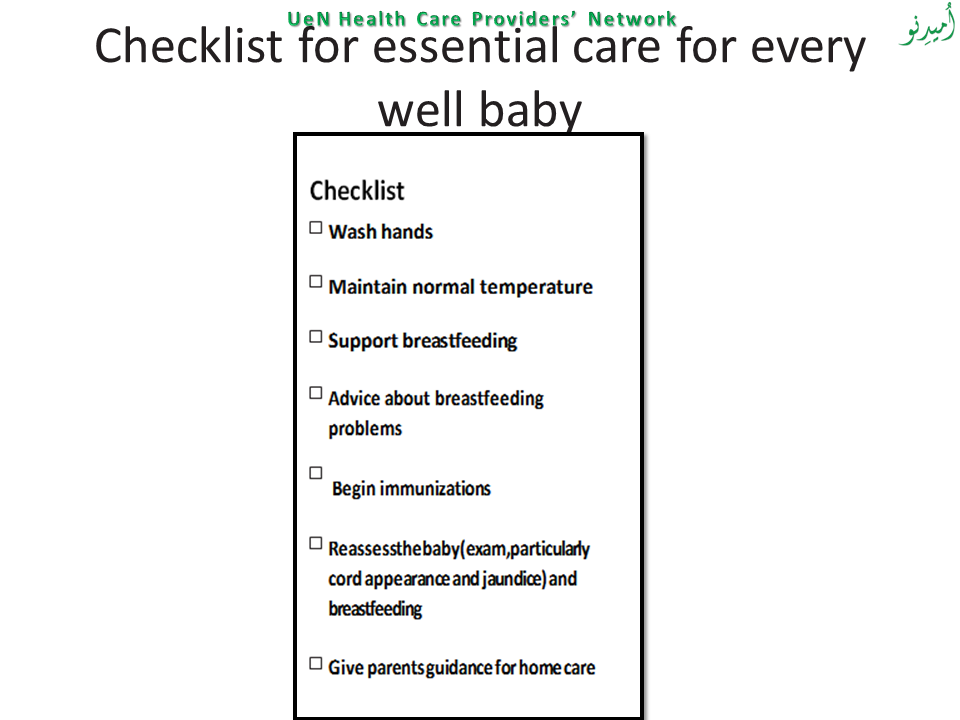 UeN Health Care Providers' Network
أُميدِنو
Checklist for essential care for every
well baby
Checklist
Wash hands
Maintain normal temperature
Support breastfeeding
Advice about breastfeeding
problems
Begin immunizations
Reassessthebaby(exam,particularly
cord appearance and jaundice) and
breastfeeding
Give parentsguidance for home care